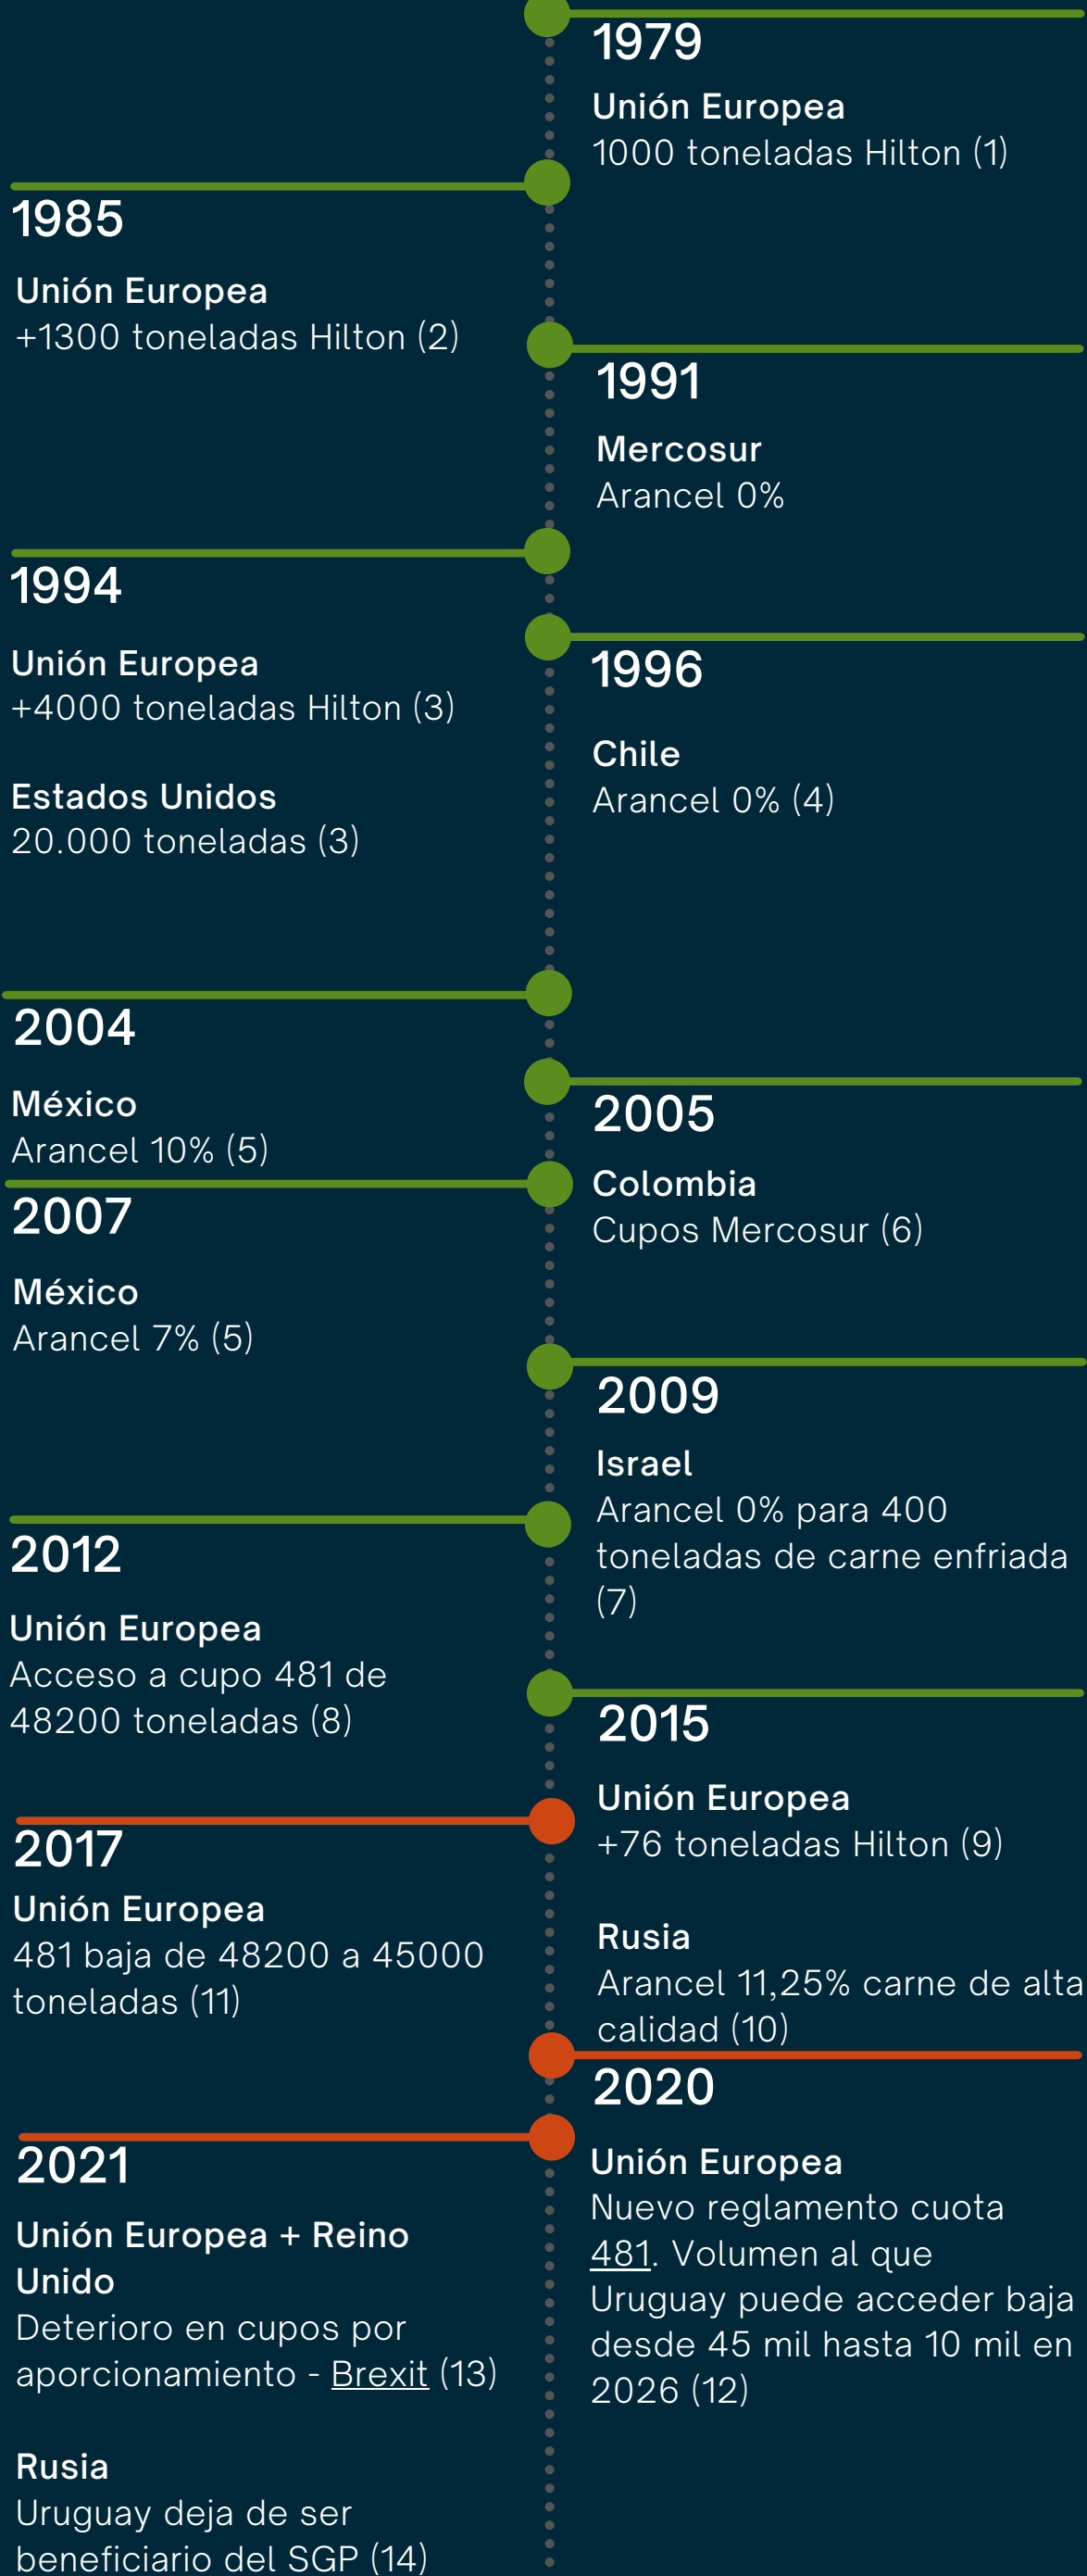 1979
Unión Europea
1000 toneladas Hilton (1)
1985
Unión Europea
+1300 toneladas Hilton (2)
1991
Mercosur
Arancel 0%
1994
Unión Europea
+4000 toneladas Hilton (3)
Estados Unidos
20.000 toneladas (3)
1996
Chile
Arancel 0% (4)
2004
México
Arancel 10% (5)
2005
Colombia
Cupos Mercosur (6)
2007
México
Arancel 7% (5)
2009
Israel
Arancel 0% para 400
toneladas de carne enfriada
(7)
2012
Unión Europea
Acceso a cupo 481 de
48200 toneladas (8)
2015
Unión Europea
+76 toneladas Hilton (9)
Rusia
Arancel 11,25% carne de alta
calidad (10)
2017
Unión Europea
481 baja de 48200 a 45000
toneladas (11)
2020
Unión Europea
Nuevo reglamento cuota
481. Volumen al que
Uruguay puede acceder baja
desde 45 mil hasta 10 mil en
2026 (12)
2021
Unión Europea + Reino
Unido
Deterioro en cupos por
aporcionamiento - Brexit (13)
Rusia
Uruguay deja de ser
beneficiario del SGP (14)